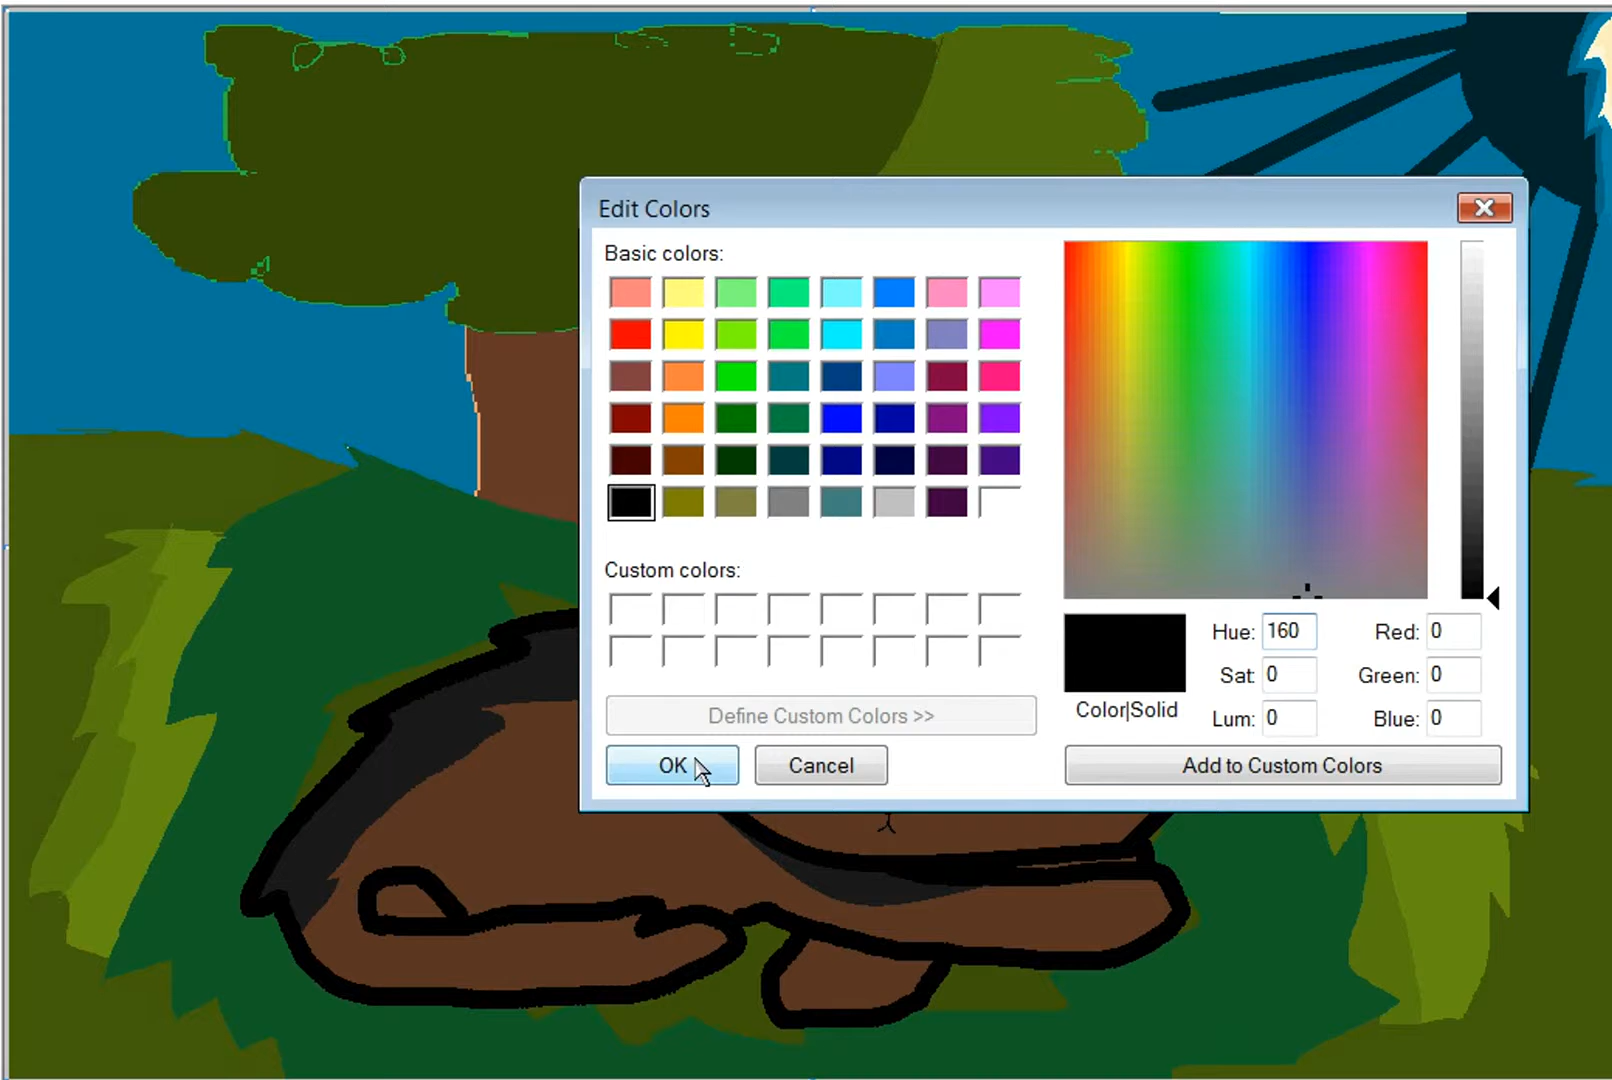 Edit Colors
Basic colors:
Custom colors:
Define Custom Colors >>
OK
Cancel
Color|Solid
Hue: 160
Red: 0
Sat: 0
Green: 0
Lum: 0
Blue: 0
Add to Custom Colors